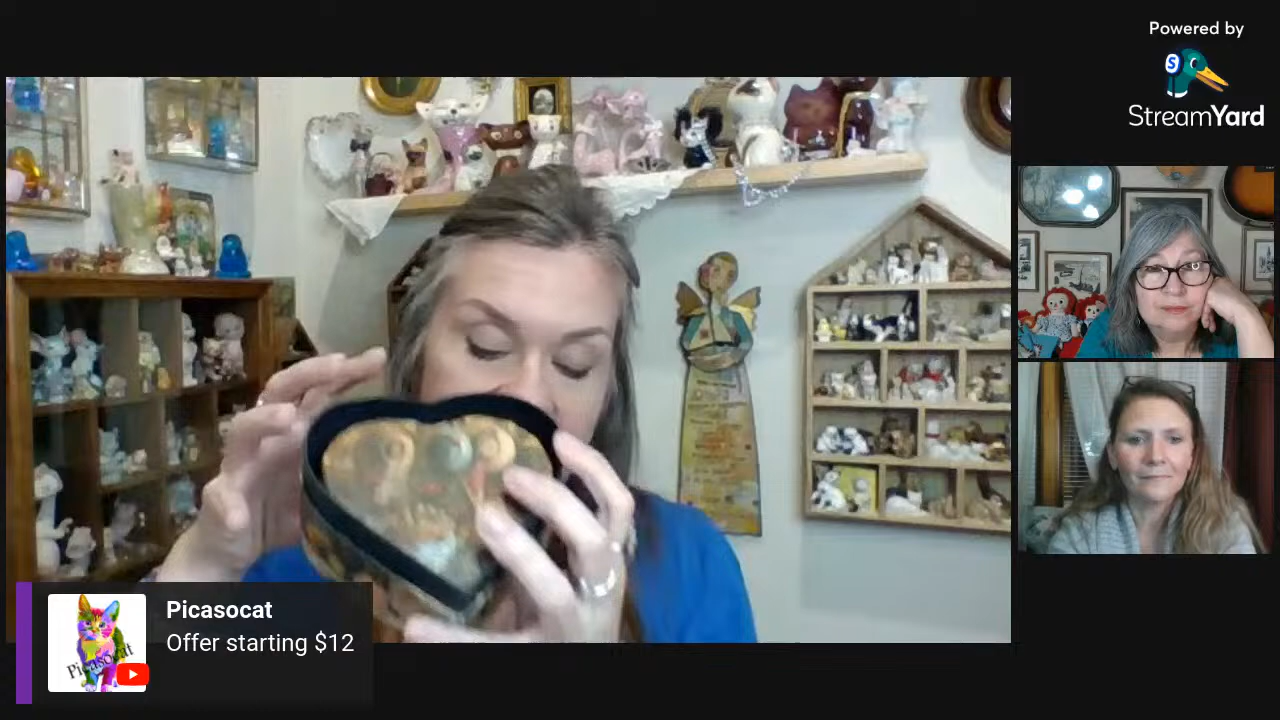 Powered by
S
StreamYard
Picasocat
Offer starting $12
Picasocat